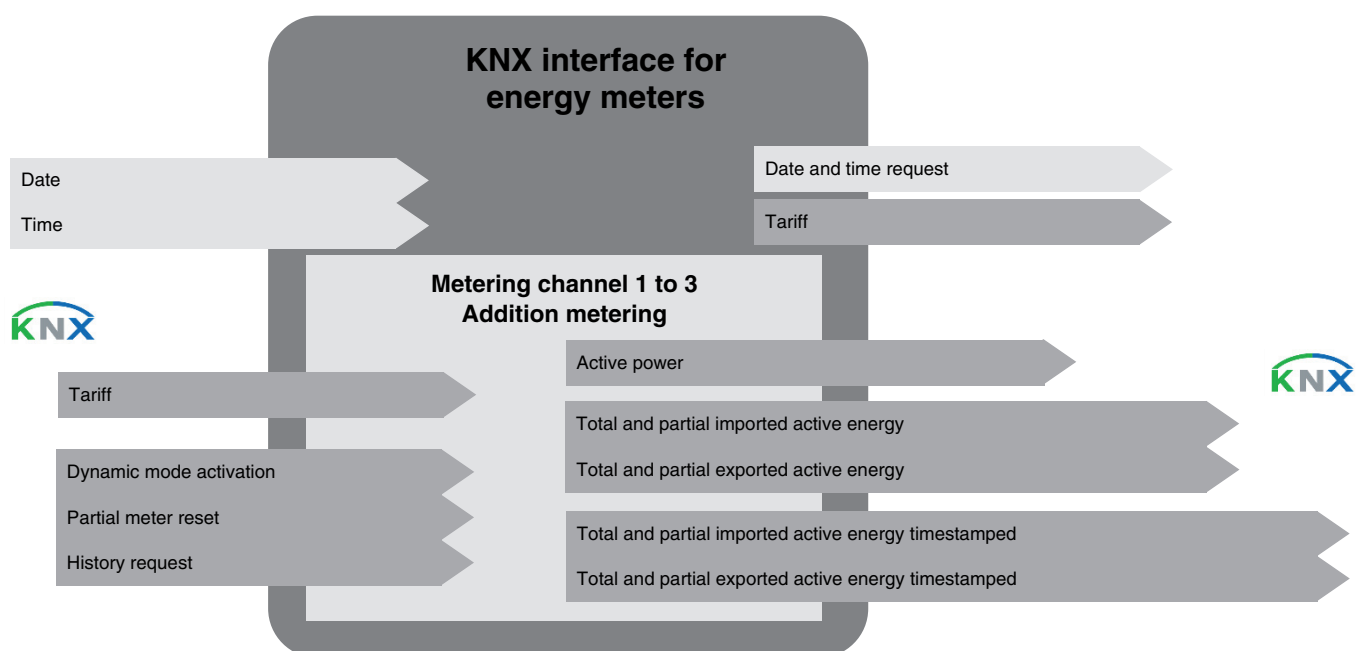 KNX interface for
energy meters
Date
Time
Date and time request
Tariff
Metering channel 1 to 3
Addition metering
KNX
KNX
Active power
Tariff
Total and partial imported active energy
Total and partial exported active energy
Dynamic mode activation
Partial meter reset
History request
Total and partial imported active energy timestamped
Total and partial exported active energy timestamped